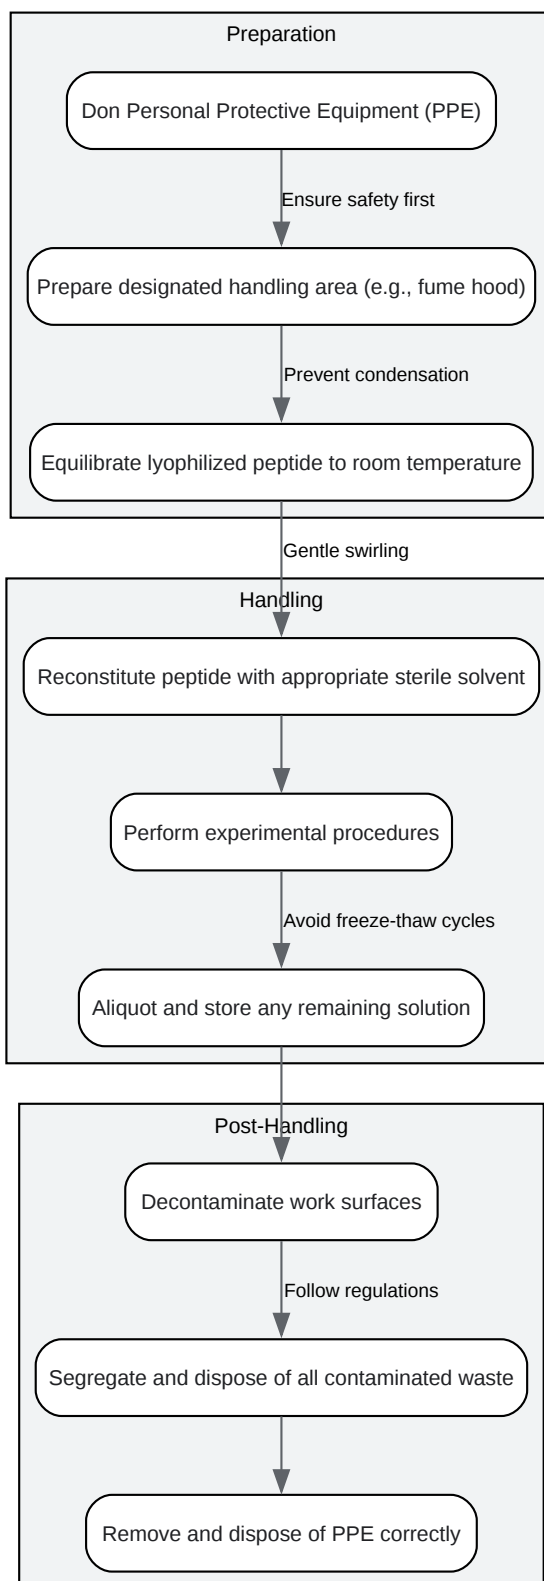 Preparation
Don Personal Protective Equipment (PPE)
Ensure safety first
Prepare designated handling area (e.g., fume hood)
Prevent condensation
Equilibrate lyophilized peptide to room temperature
Gentle swirling
Handling
Reconstitute peptide with appropriate sterile solvent
Perform experimental procedures
Avoid freeze-thaw cycles
Aliquot and store any remaining solution
Post-Handling
Decontaminate work surfaces
Follow regulations
Segregate and dispose of all contaminated waste
Remove and dispose of PPE correctly